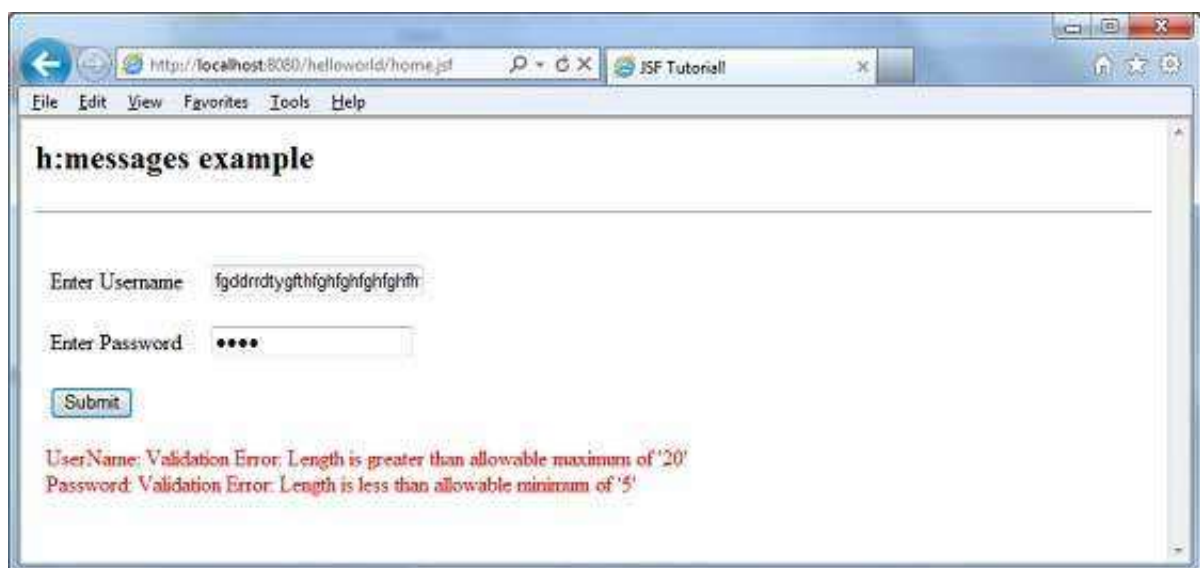 http://localhost:8080/helloworld/home.jsf
JSF Tutorial!
File Edit View Favorites Tools Help
h:messages example
Enter Username fgddrrdtygfthfghfghfghfghfh
Enter Password ••••
Submit
UserName: Validation Error: Length is greater than allowable maximum of '20'
Password: Validation Error: Length is less than allowable minimum of '5'